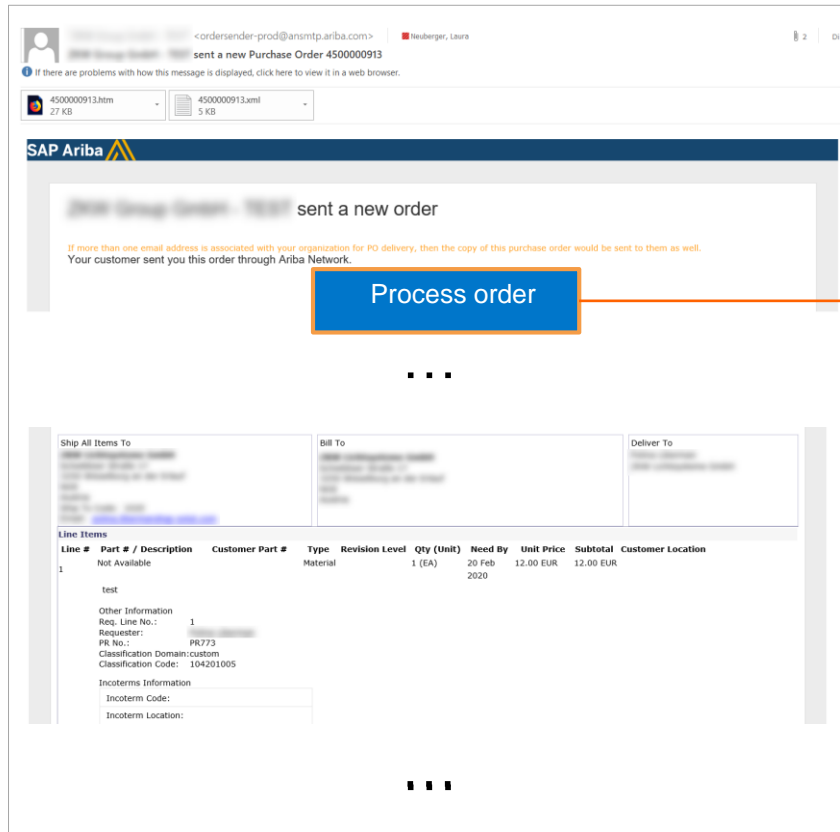 <ordersender-prod@ansmtp.ariba.com> Neuberger, Laura 2 Di
sent a new Purchase Order 4500000913
If there are problems with how this message is displayed, click here to view it in a web browser.
4500000913.htm 4500000913.xml
27 KB 5 KB
SAP Ariba
sent a new order
If more than one email address is associated with your organization for PO delivery, then the copy of this purchase order would be sent to them as well.
Your customer sent you this order through Ariba Network.
Process order
...
Ship All Items To Bill To Deliver To
Line Items
Line # Part # / Description Customer Part # Type Revision Level Qty (Unit) Need By Unit Price Subtotal Customer Location
1 Not Available Material 1 (EA) 20 Feb 2020 12.00 EUR 12.00 EUR
test
Other Information
Req. Line No.: 1
Requester:
PR No.: PR773
Classification Domain:custom
Classification Code: 104201005
Incoterms Information
Incoterm Code:
Incoterm Location:
...